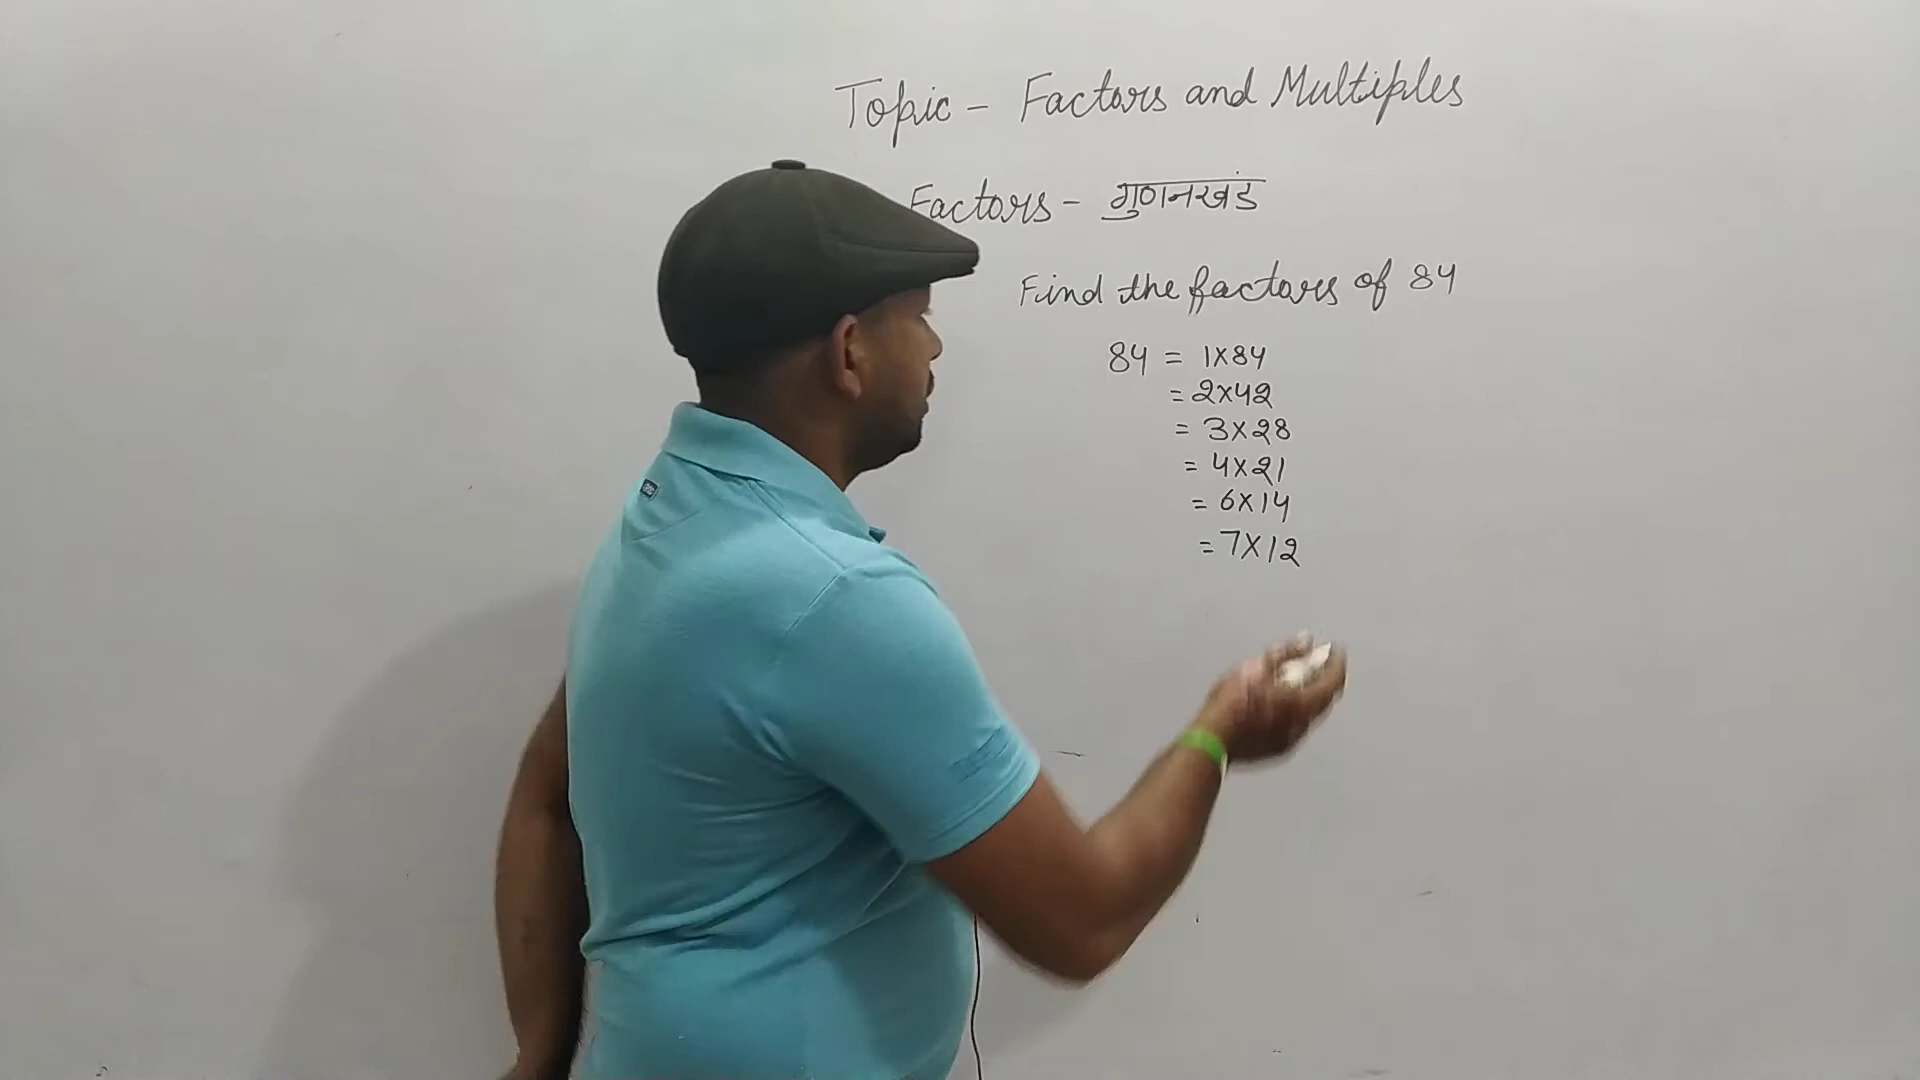 Topic - Factors and Multiples
Factors - गुणनखंड
Find the factors of 84
84 = 1X84
= 2X42
= 3X28
= 4X21
= 6X14
= 7X12